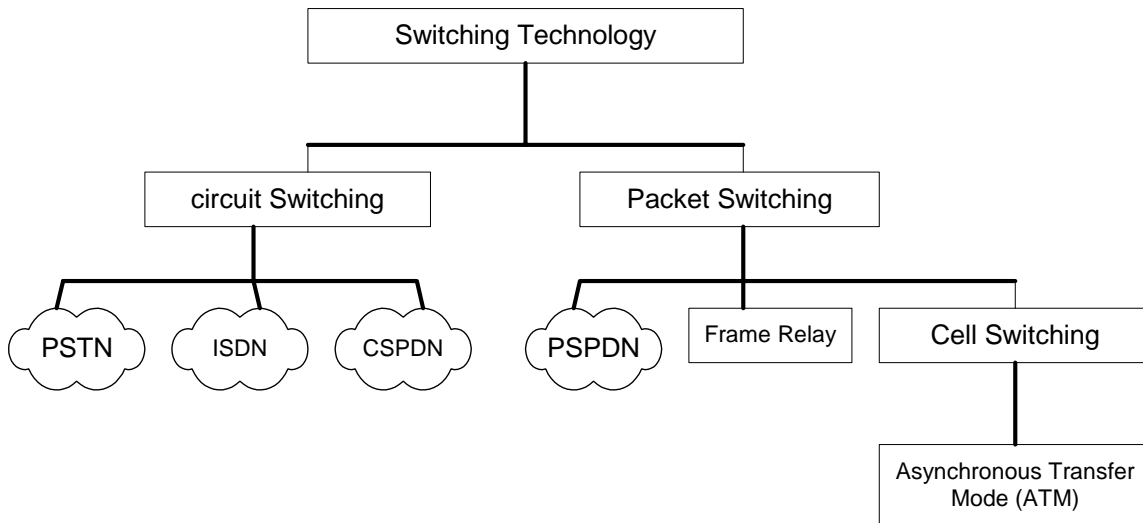 Switching Technology
circuit Switching
Packet Switching
PSTN
ISDN
CSPDN
PSPDN
Frame Relay
Cell Switching
Asynchronous Transfer
Mode (ATM)